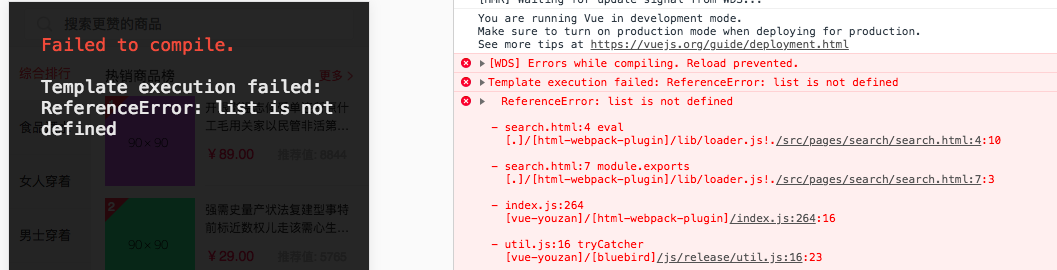 搜索更赞的商品
Failed to compile.
综合排行
热销商品榜
更多 >
Template execution failed:
ReferenceError: list is not
defined
食品
工毛用关家以民管非活第...
90×90
¥89.00
推荐值: 8844
女人穿着
2
强需史量产状法复建型事特
前标近数权儿走该需心生...
男士穿着
90×90
¥29.00
推荐值: 8788
[HMR] Waiting for update signal from WDS...
You are running Vue in development mode.
Make sure to turn on production mode when deploying for production.
See more tips at https://vuejs.org/guide/deployment.html
[WDS] Errors while compiling. Reload prevented.
Template execution failed: ReferenceError: list is not defined
ReferenceError: list is not defined
- search.html:4 eval
[.]/[html-webpack-plugin]/lib/loader.js!./src/pages/search/search.html:4:10
- search.html:7 module.exports
[.]/[html-webpack-plugin]/lib/loader.js!./src/pages/search/search.html:7:3
- index.js:264
[vue-youzan]/[html-webpack-plugin]/index.js:264:16
- util.js:16 tryCatcher
[vue-youzan]/[bluebird]/js/release/util.js:16:23